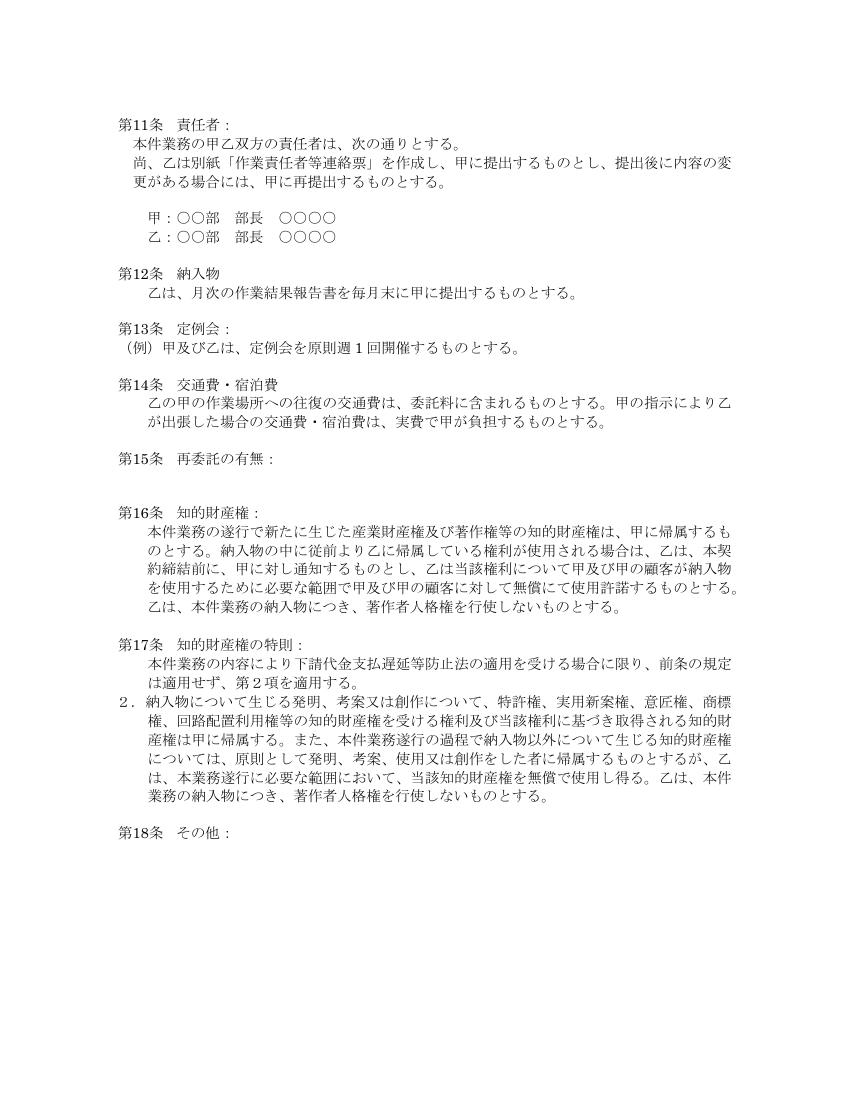 第11条　責任者：
本件業務の甲乙双方の責任者は、次の通りとする。
尚、乙は別紙「作業責任者等連絡票」を作成し、甲に提出するものとし、提出後に内容の変
更がある場合には、甲に再提出するものとする。
甲：○○部　部長　○○○○
乙：○○部　部長　○○○○
第12条　納入物
乙は、月次の作業結果報告書を毎月末に甲に提出するものとする。
第13条　定例会：
（例）甲及び乙は、定例会を原則週１回開催するものとする。
第14条　交通費・宿泊費
乙の甲の作業場所への往復の交通費は、委託料に含まれるものとする。甲の指示により乙
が出張した場合の交通費・宿泊費は、実費で甲が負担するものとする。
第15条　再委託の有無：
第16条　知的財産権：
本件業務の遂行で新たに生じた産業財産権及び著作権等の知的財産権は、甲に帰属するも
のとする。納入物の中に従前より乙に帰属している権利が使用される場合は、乙は、本契
約締結前に、甲に対し通知するものとし、乙は当該権利について甲及び甲の顧客が納入物
を使用するために必要な範囲で甲及び甲の顧客に対して無償にて使用許諾するものとする。
乙は、本件業務の納入物につき、著作者人格権を行使しないものとする。
第17条　知的財産権の特則：
本件業務の内容により下請代金支払遅延等防止法の適用を受ける場合に限り、前条の規定
は適用せず、第２項を適用する。
２．納入物について生じる発明、考案又は創作について、特許権、実用新案権、意匠権、商標
権、回路配置利用権等の知的財産権を受ける権利及び当該権利に基づき取得される知的財
産権は甲に帰属する。また、本件業務遂行の過程で納入物以外について生じる知的財産権
については、原則として発明、考案、使用又は創作をした者に帰属するものとするが、乙
は、本業務遂行に必要な範囲において、当該知的財産権を無償で使用し得る。乙は、本件
業務の納入物につき、著作者人格権を行使しないものとする。
第18条　その他：